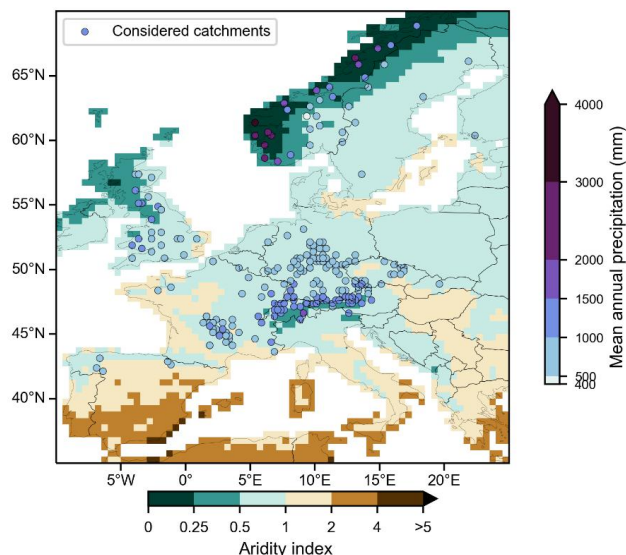 Considered catchments
65°N
60°N
55°N
50°N
45°N
40°N
5°W 0° 5°E 10°E 15°E 20°E
0 0.25 0.5 1 2 4 >5
Aridity index
4000
3000
2000
1500
1000
500
400
Mean annual precipitation (mm)